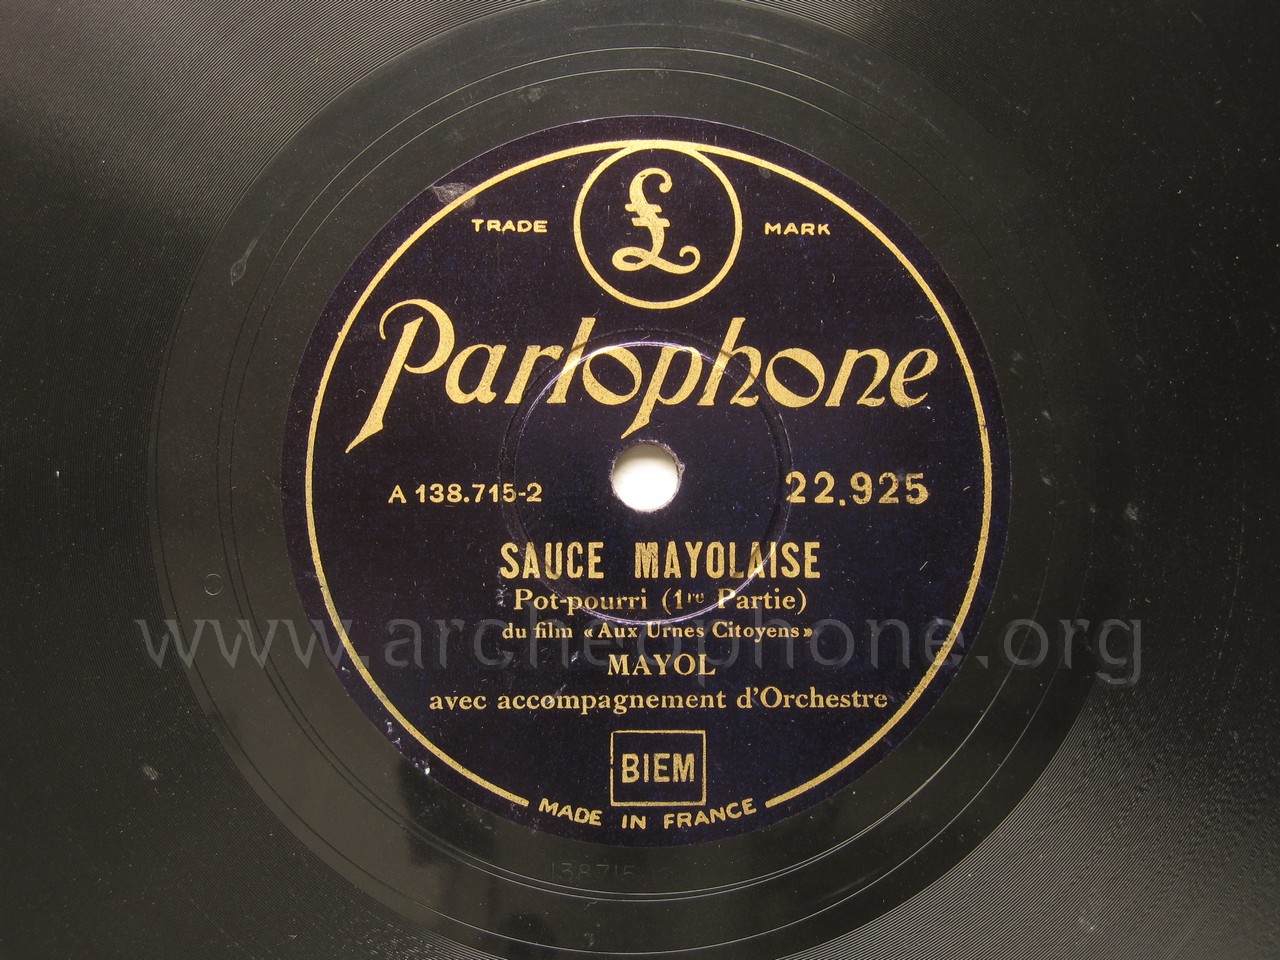 £
TRADE MARK
Parlophone
A 138.715-2 22.925
SAUCE MAYOLAISE
Pot-pourri (1re Partie)
du film «Aux Urnes Citoyens»
www.archeophone.org
MAYOL
avec accompagnement d'Orchestre
BIEM
MADE IN FRANCE
138715